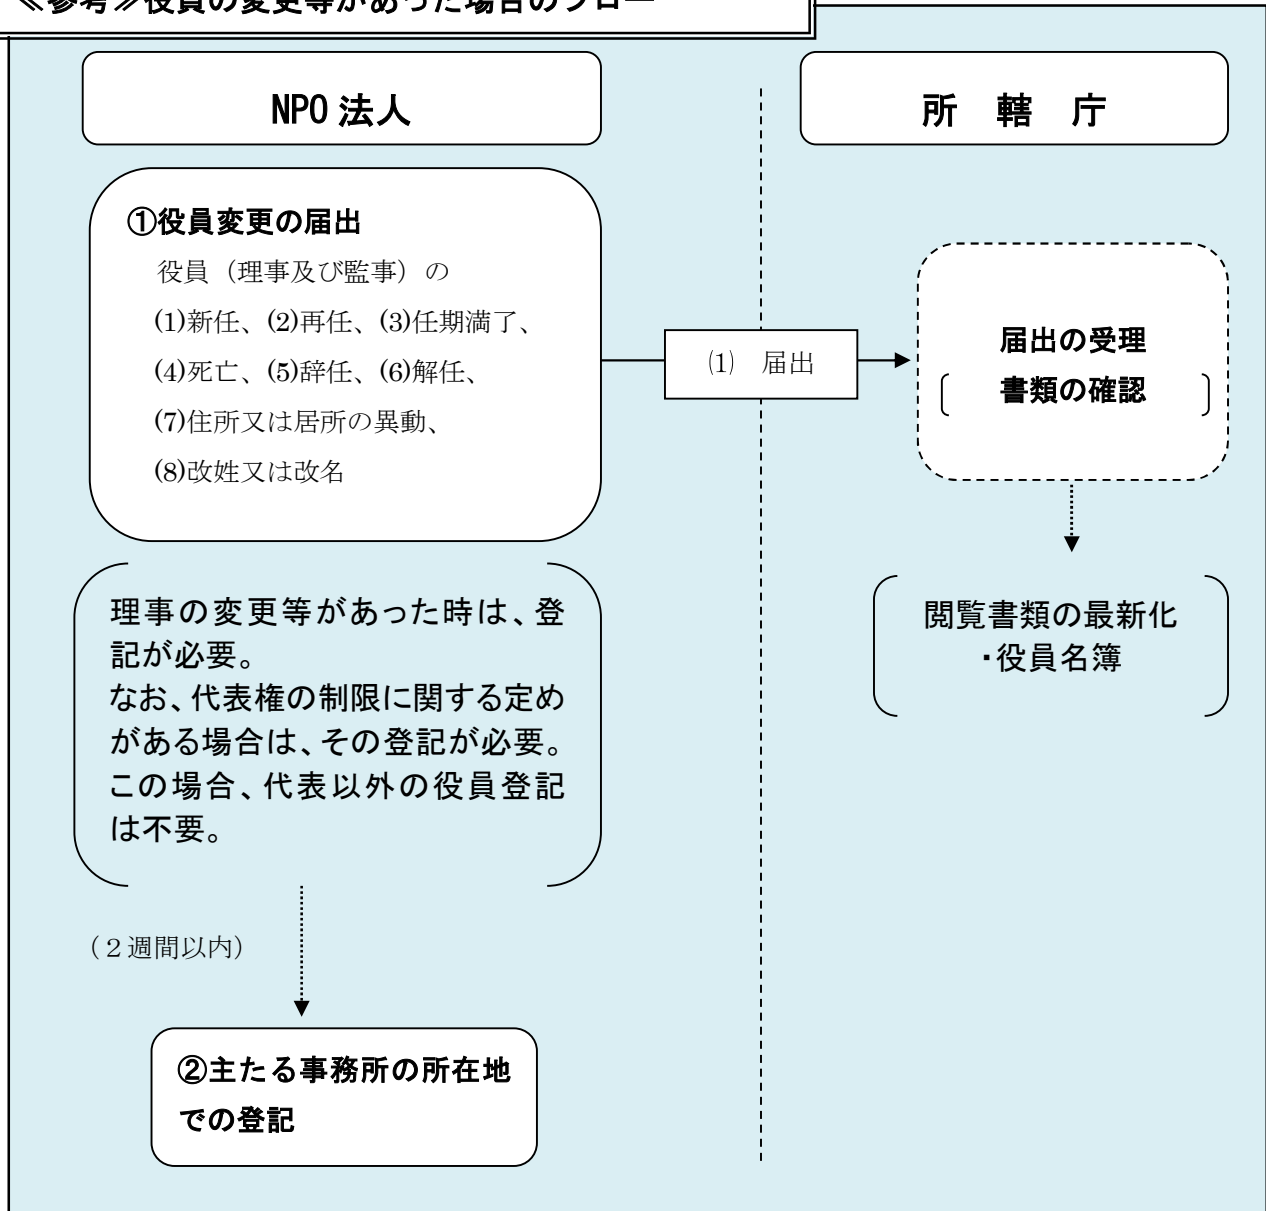 ≪参考≫役員の変更等があった場合のフロー
NPO 法人
所 轄 庁
①役員変更の届出
役員（理事及び監事）の
(1)新任、(2)再任、(3)任期満了、
(4)死亡、(5)辞任、(6)解任、
(7)住所又は居所の異動、
(8)改姓又は改名
⑴ 届出
届出の受理
書類の確認
理事の変更等があった時は、登
記が必要。
なお、代表権の制限に関する定め
がある場合は、その登記が必要。
この場合、代表以外の役員登記
は不要。
閲覧書類の最新化
・役員名簿
（２週間以内）
②主たる事務所の所在地
での登記